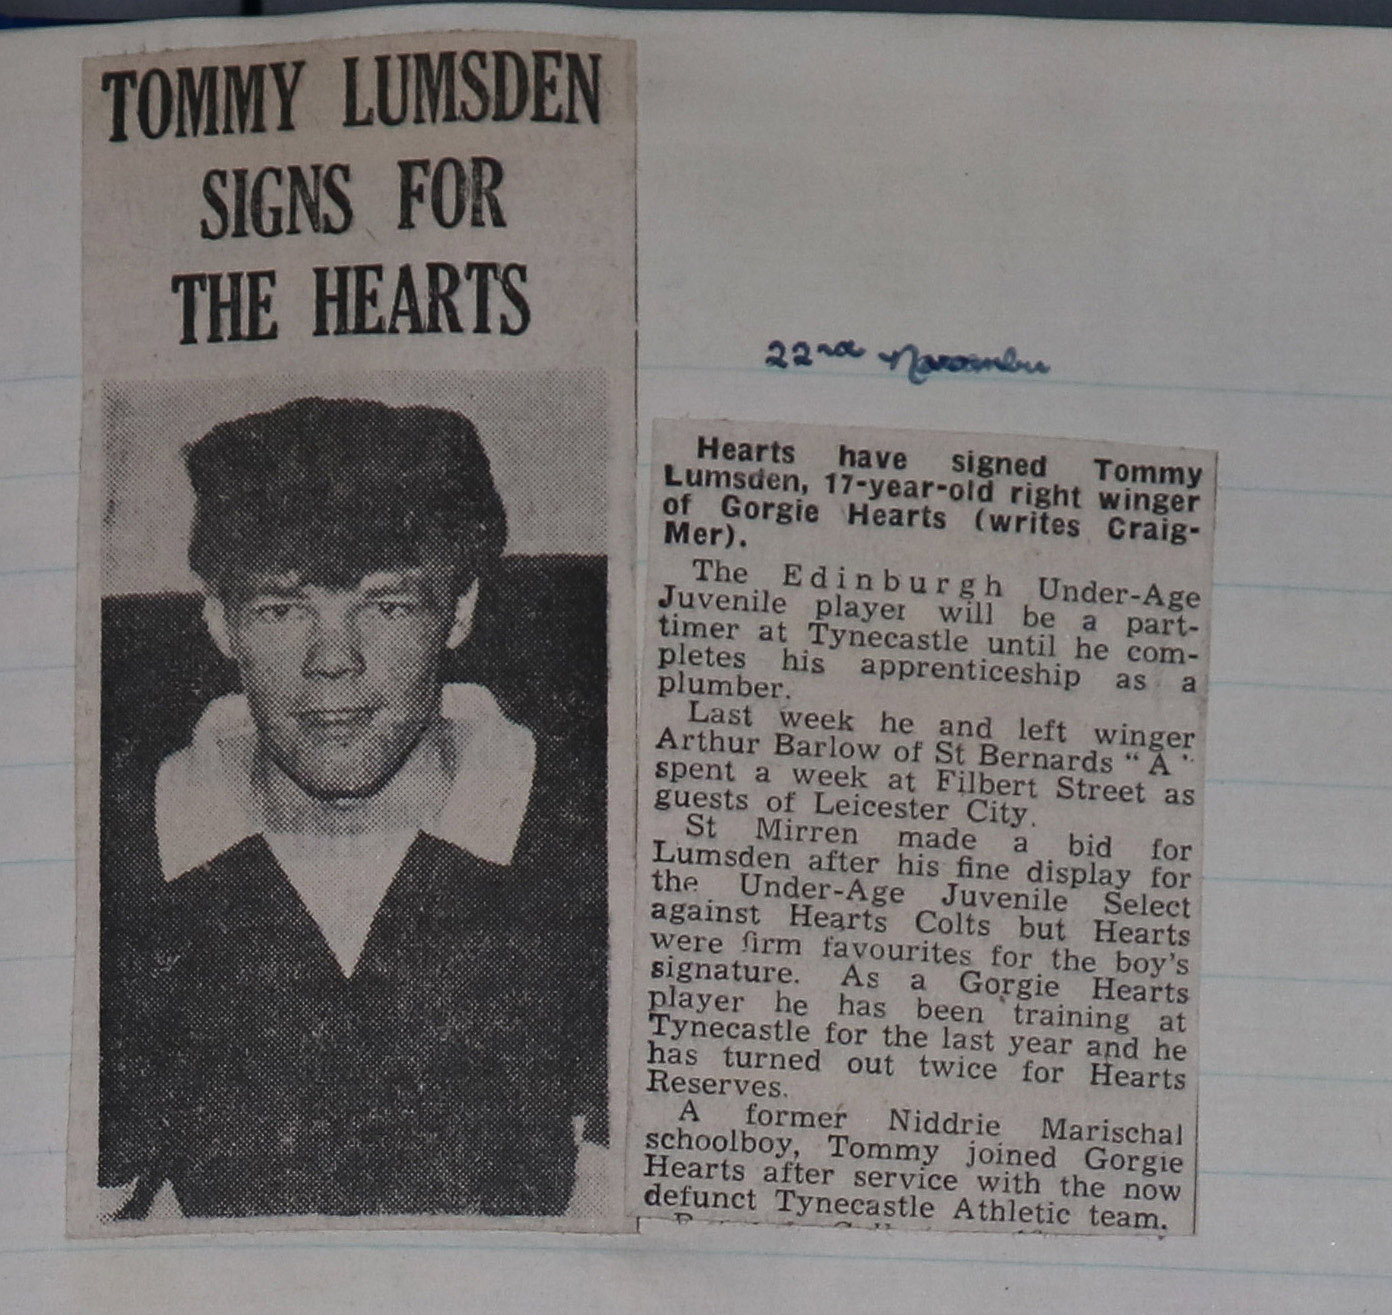 TOMMY LUMSDEN
SIGNS FOR
THE HEARTS
22nd November
Hearts have signed Tommy
Lumsden, 17-year-old right winger
of Gorgie Hearts (writes Craig-
Mer).
The Edinburgh Under-Age
Juvenile player will be a part-
timer at Tynecastle until he com-
pletes his apprenticeship as a
plumber.
Last week he and left winger
Arthur Barlow of St Bernards "A"
spent a week at Filbert Street as
guests of Leicester City.
St Mirren made a bid for
Lumsden after his fine display for
the Under-Age Juvenile Select
against Hearts Colts but Hearts
were firm favourites for the boy's
signature. As a Gorgie Hearts
player he has been training at
Tynecastle for the last year and he
has turned out twice for Hearts
Reserves.
A former Niddrie Marischal
schoolboy, Tommy joined Gorgie
Hearts after service with the now
defunct Tynecastle Athletic team.